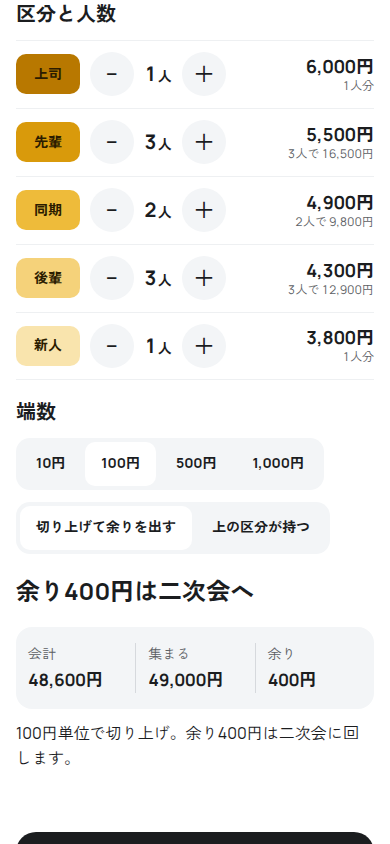 区分と人数
上司 − 1人 + 6,000円
1人分
先輩 − 3人 + 5,500円
3人で 16,500円
同期 − 2人 + 4,900円
2人で 9,800円
後輩 − 3人 + 4,300円
3人で 12,900円
新人 − 1人 + 3,800円
1人分
端数
10円 100円 500円 1,000円
切り上げて余りを出す 上の区分が持つ
余り400円は二次会へ
会計 集まる 余り
48,600円 49,000円 400円
100円単位で切り上げ。余り400円は二次会に回
します。